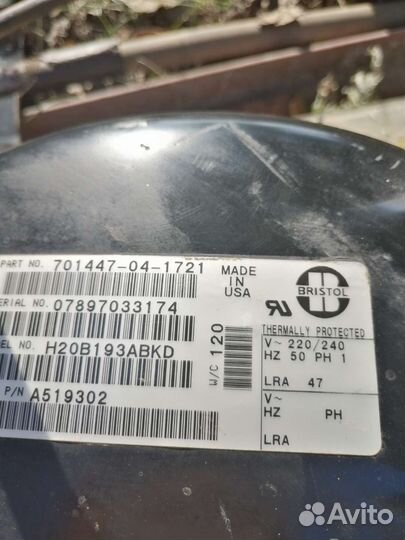 PART NO. 701447-04-1721
MADE IN USA
BRISTOL
SERIAL NO. 07897033174
W/C 120
THERMALLY PROTECTED
V~ 220/240
HZ 50 PH 1
LRA 47
EL NO. H20B193ABKD
P/N A519302
V~
HZ PH
LRA
Avito